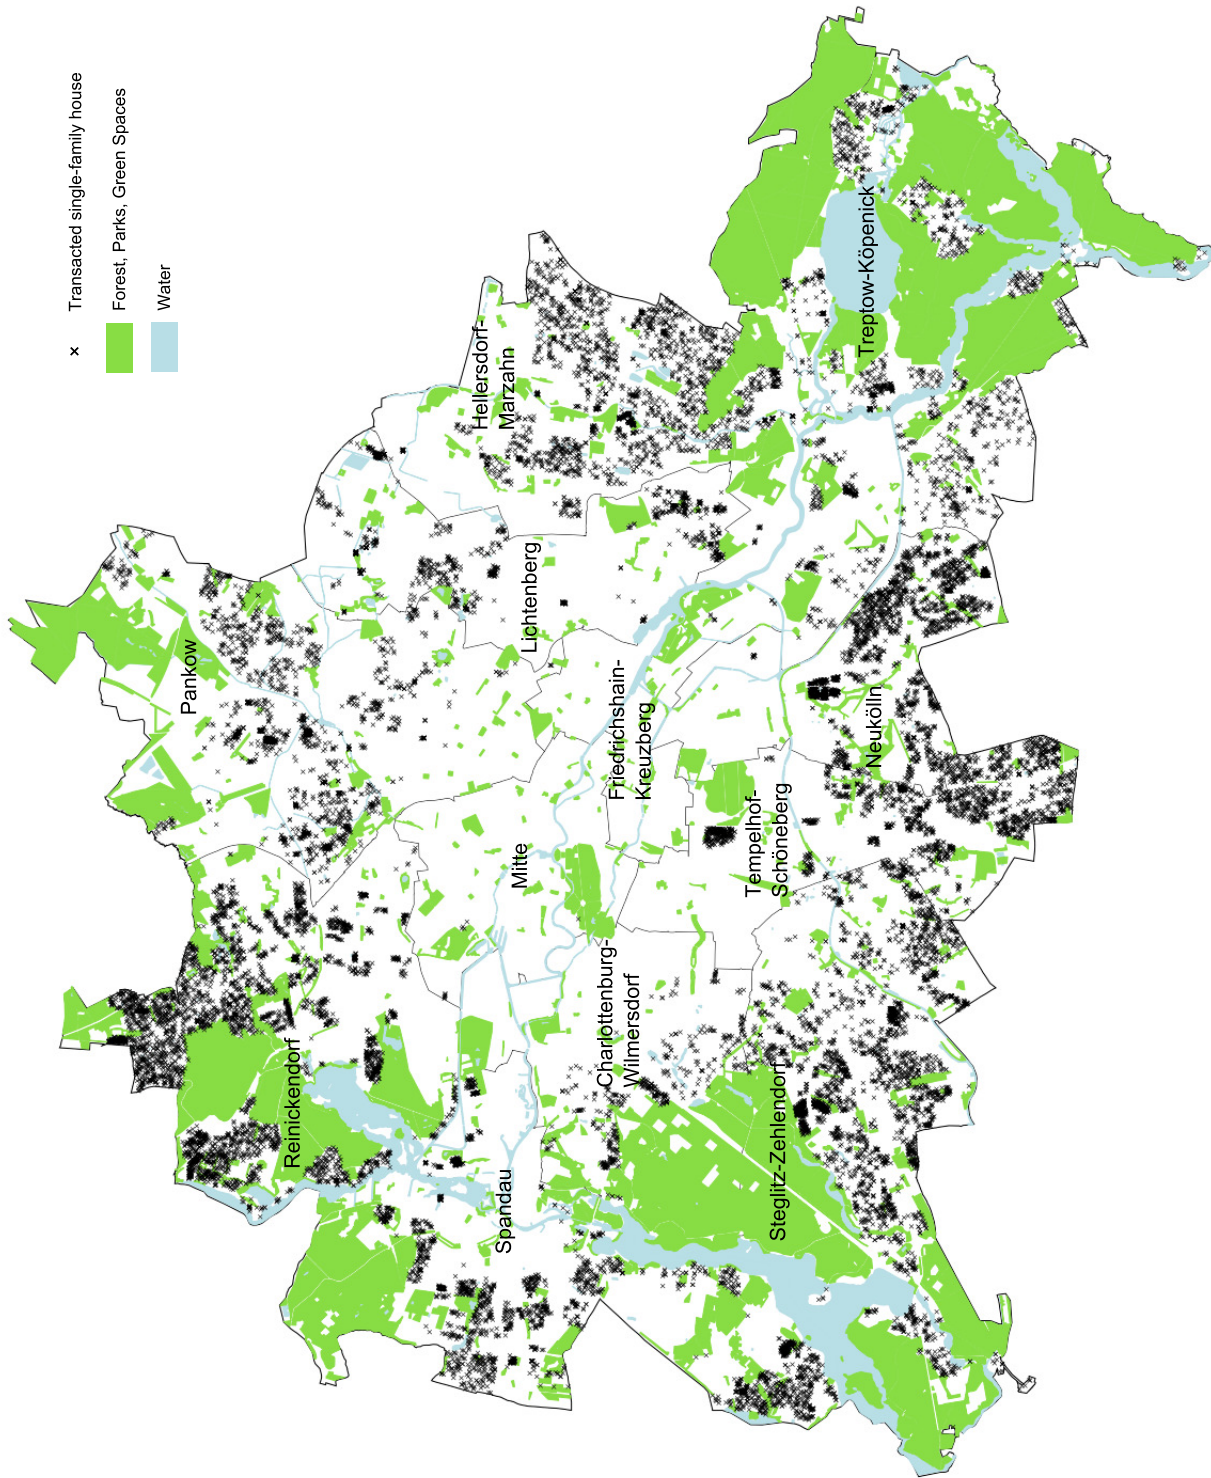 Transacted single-family house
Forest, Parks, Green Spaces
Water
Pankow
Reinickendorf
Hellersdorf-
Marzahn
Lichtenberg
Mitte
Spandau
Friedrichshain-
Kreuzberg
Charlottenburg-
Wilmersdorf
Treptow-Köpenick
Tempelhof-
Schöneberg
Neukölln
Steglitz-Zehlendorf